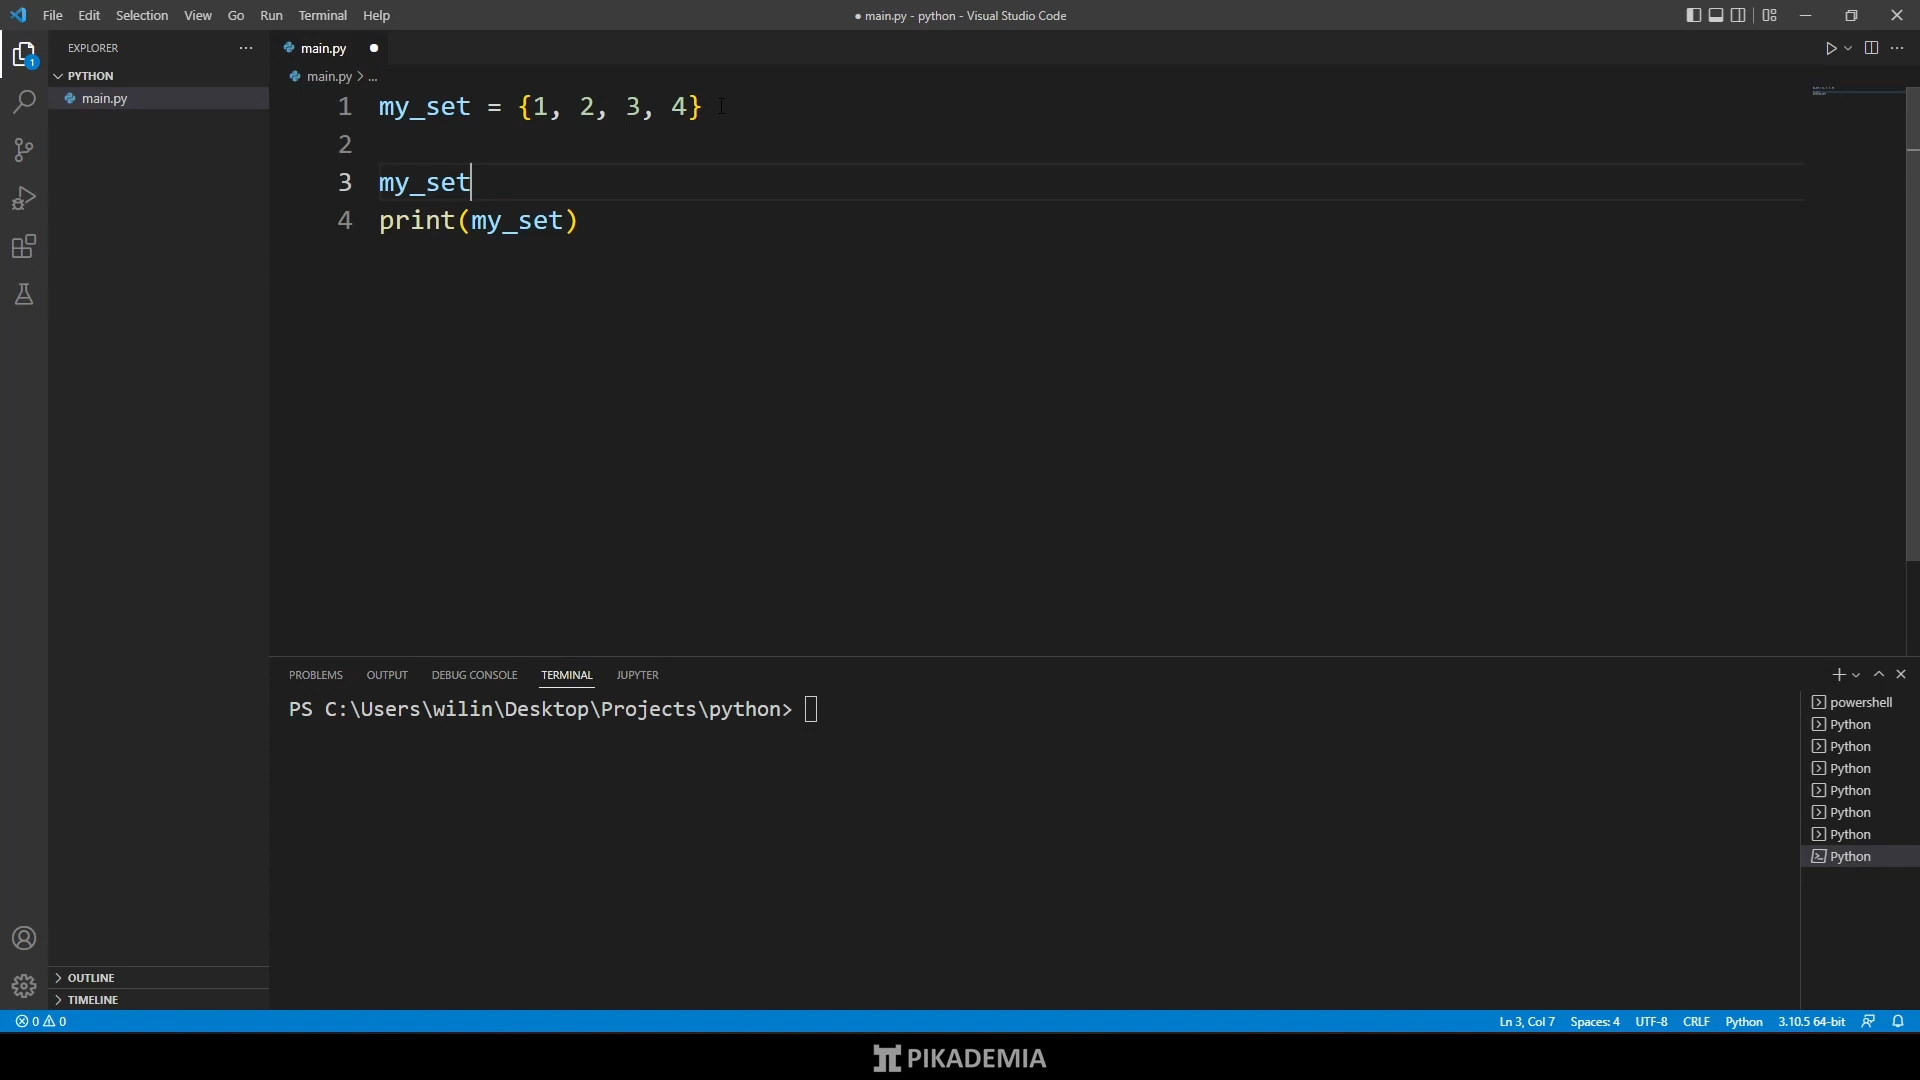 File Edit Selection View Go Run Terminal Help
● main.py - python - Visual Studio Code
EXPLORER
1
PYTHON
main.py
main.py
main.py > ...
1 my_set = {1, 2, 3, 4}
2
3 my_set
4 print(my_set)
PROBLEMS OUTPUT DEBUG CONSOLE TERMINAL JUPYTER
PS C:\Users\wilin\Desktop\Projects\python>
powershell
Python
Python
Python
Python
Python
Python
Python
OUTLINE
TIMELINE
0 0
Ln 3, Col 7 Spaces: 4 UTF-8 CRLF Python 3.10.5 64-bit
PIKADEMIA